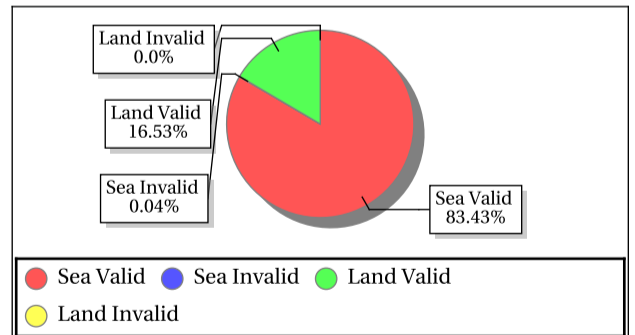 Land Invalid
0.0%
Land Valid
16.53%
Sea Invalid
0.04%
Sea Valid
83.43%
Sea Valid Sea Invalid Land Valid
Land Invalid